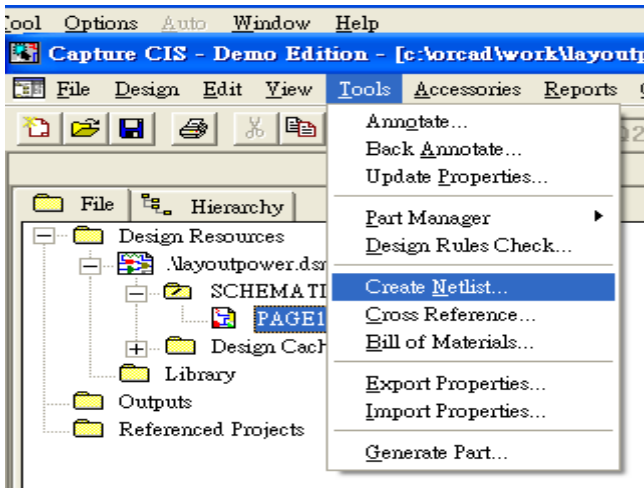 Tool Options Auto Window Help
Capture CIS - Demo Edition - [c:\orcad\work\layoutp
File Design Edit View Tools Accessories Reports
Annotate...
Back Annotate...
Update Properties...
Part Manager
Design Rules Check...
Create Netlist...
Cross Reference...
Bill of Materials...
Export Properties...
Import Properties...
Generate Part...
File Hierarchy
Design Resources
.\layoutpower.dsn
SCHEMATI
PAGE1
Design Cach
Library
Outputs
Referenced Projects